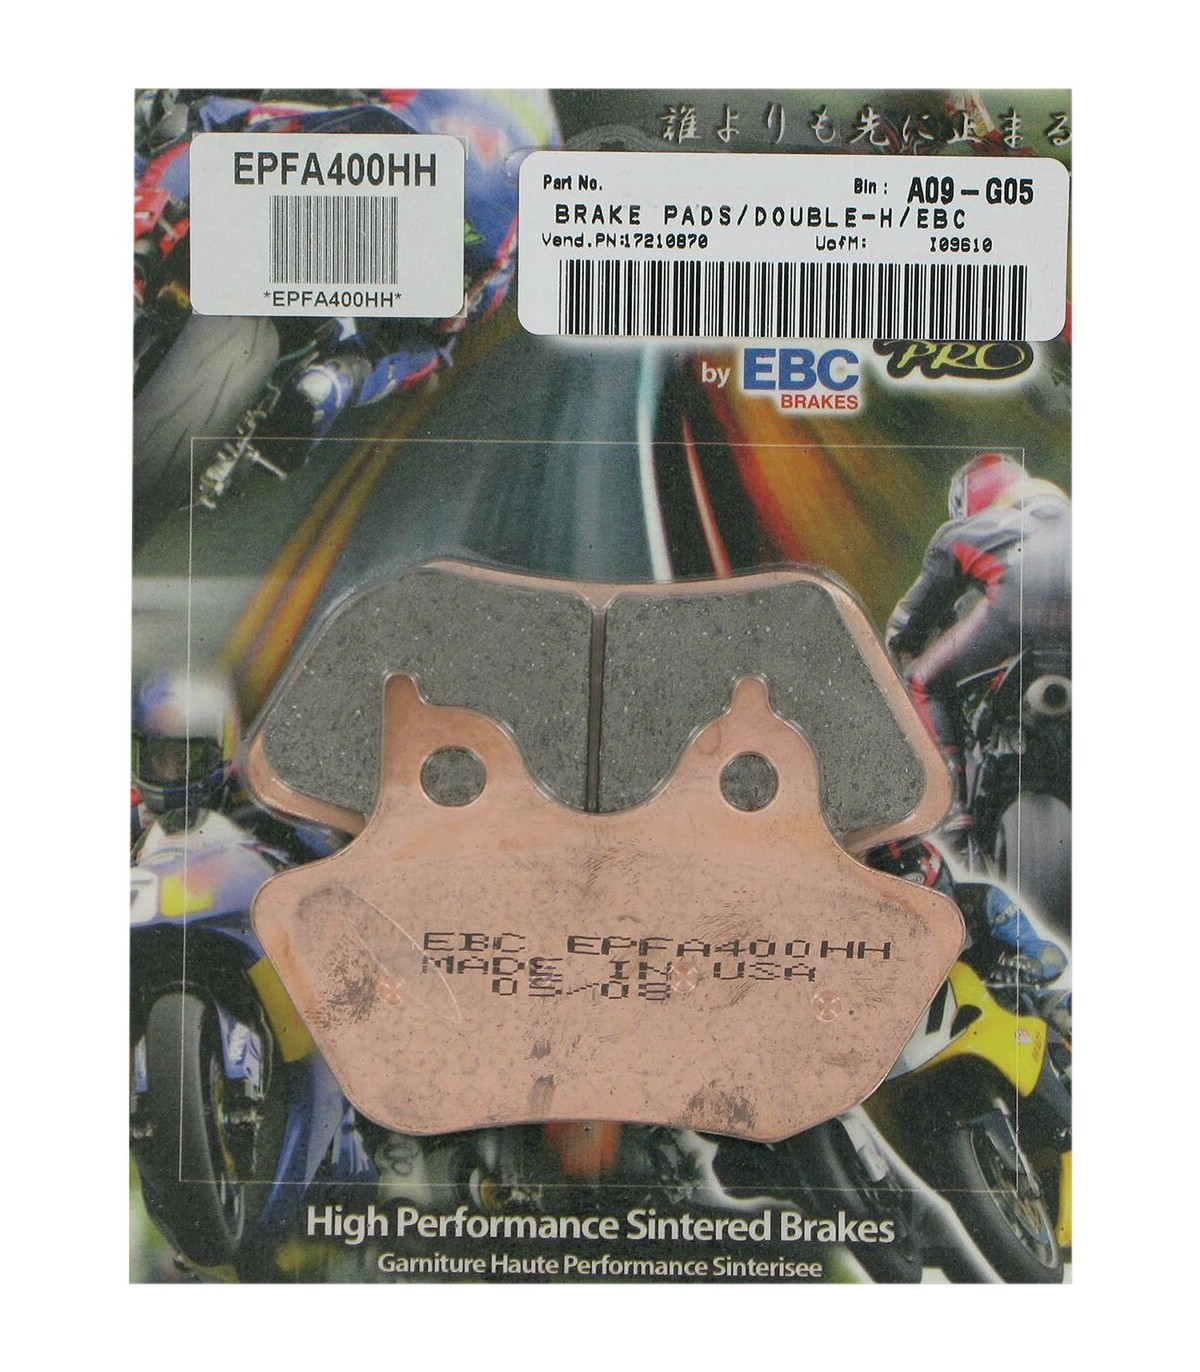 誰よりも先に止まる
EPFA400HH
*EPFA400HH*
Part No.
Bin : A09-G05
BRAKE PADS/DOUBLE-H/EBC
Vend.PN:17210870 UofM: I09610
PRO
by EBC
BRAKES
EBC EPFA400HH
MADE IN USA
05/08
High Performance Sintered Brakes
Garniture Haute Performance Sinterisee